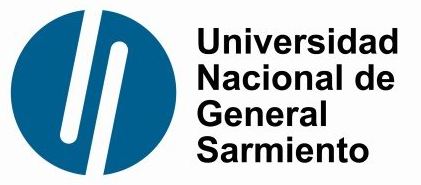 Universidad
Nacional de
General
Sarmiento